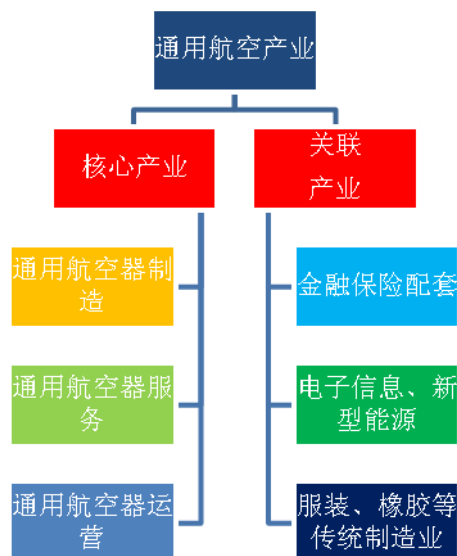 通用航空产业
核心产业
关联
产业
通用航空器制
造
金融保险配套
通用航空器服
务
电子信息、新
型能源
通用航空器运
营
服装、橡胶等
传统制造业